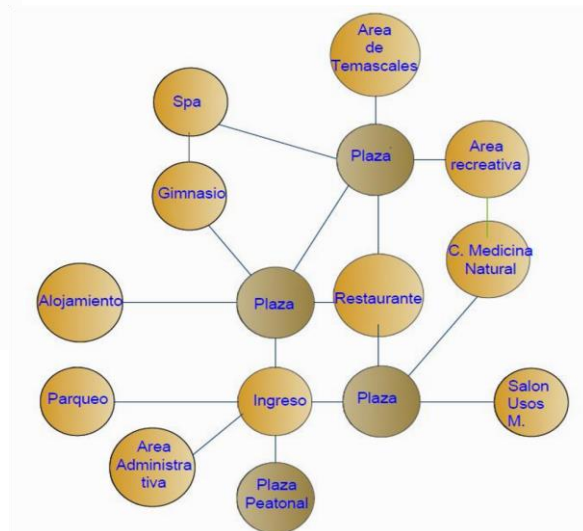 Area
de
Temascales
Spa
Plaza
Area
recreativa
Gimnasio
C. Medicina
Natural
Alojamiento
Plaza
Restaurante
Parqueo
Ingreso
Plaza
Salon
Usos
M.
Area
Administra
tiva
Plaza
Peatonal